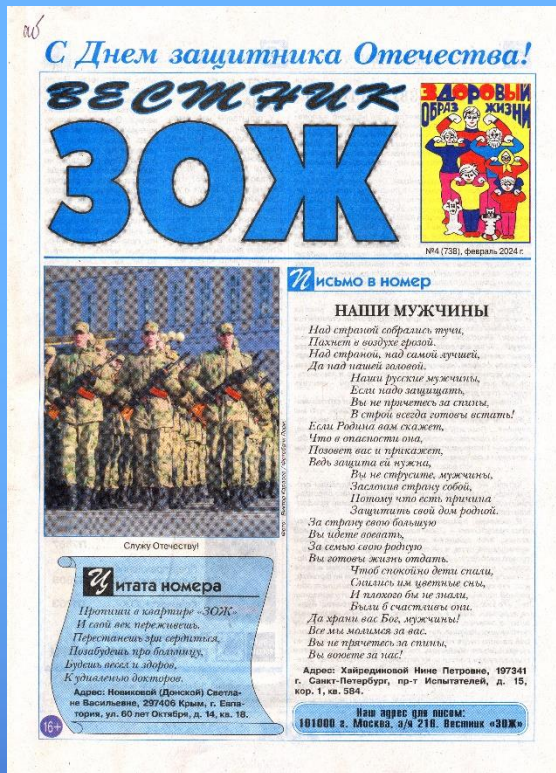 С Днем защитника Отечества!
ВЕСТНИК
ЗОЖ
ЗДОРОВЫЙ
ОБРАЗ ЖИЗНИ
№4 (738), февраль 2024 г.
Служу Отечеству!
Цитата номера
Пропиши в квартире «ЗОЖ»
И свой век переживешь.
Перестанешь зря сердиться,
Позабудешь про больницу,
Будешь весел и здоров,
К удивленью докторов.
Адрес: Новиковой (Донской) Светла-
не Васильевне, 297406 Крым, г. Евпа-
тория, ул. 60 лет Октября, д. 14, кв. 18.
16+
Письмо в номер
НАШИ МУЖЧИНЫ
Над страной собрались тучи,
Пахнет в воздухе грозой.
Над страной, над самой лучшей,
Да над нашей головой.
Наши русские мужчины,
Если надо защищать,
Вы не прячетесь за спины,
В строй всегда готовы встать!
Если Родина вам скажет,
Что в опасности она,
Позовет вас и прикажет,
Ведь защита ей нужна,
Вы не струсите, мужчины,
Заслонив страну собой,
Потому что есть причина
Защитить свой дом родной.
За страну свою большую
Вы идете воевать,
За семью свою родную
Вы готовы жизнь отдать.
Чтоб спокойно дети спали,
Снились им цветные сны,
И плохого бы не знали,
Были б счастливы они.
Да храни вас Бог, мужчины!
Все мы молимся за вас.
Вы не прячетесь за спины,
Вы воюете за нас!
Адрес: Хайрединовой Нине Петровне, 197341
г. Санкт-Петербург, пр-т Испытателей, д. 15,
кор. 1, кв. 584.
Наш адрес для писем:
101000 г. Москва, а/я 216. Вестник «ЗОЖ»